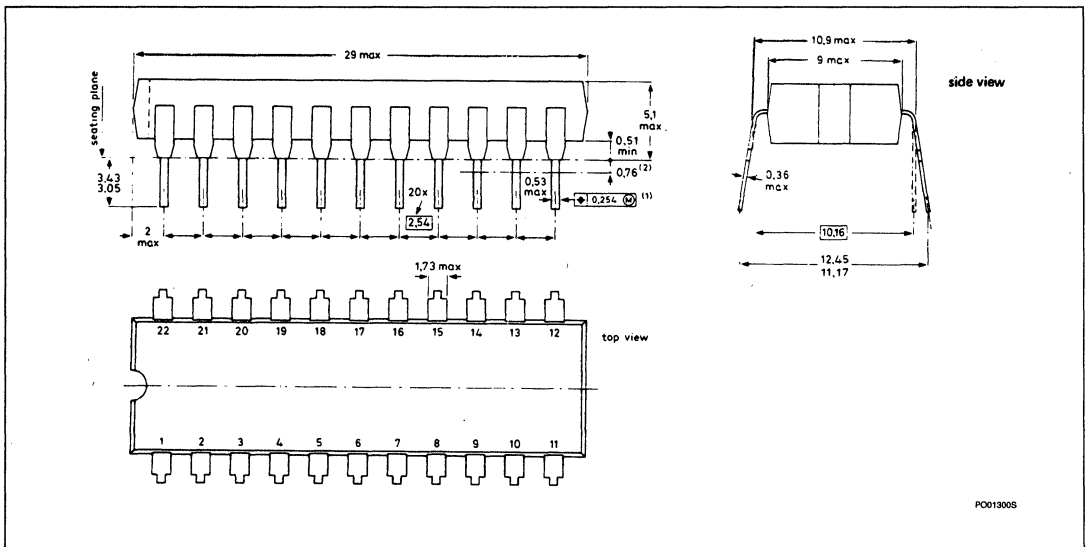 29 max
seating plane
5,1
max
0,51
min
0,76 (2)
3,43
3,05
0,53
max
20x
2,54
0,254 M (1)
2
max
1,73 max
22 21 20 19 18 17 16 15 14 13 12
top view
1 2 3 4 5 6 7 8 9 10 11
10,9 max
9 max
side view
0,36
max
10,16
12,45
11,17
PO01300S